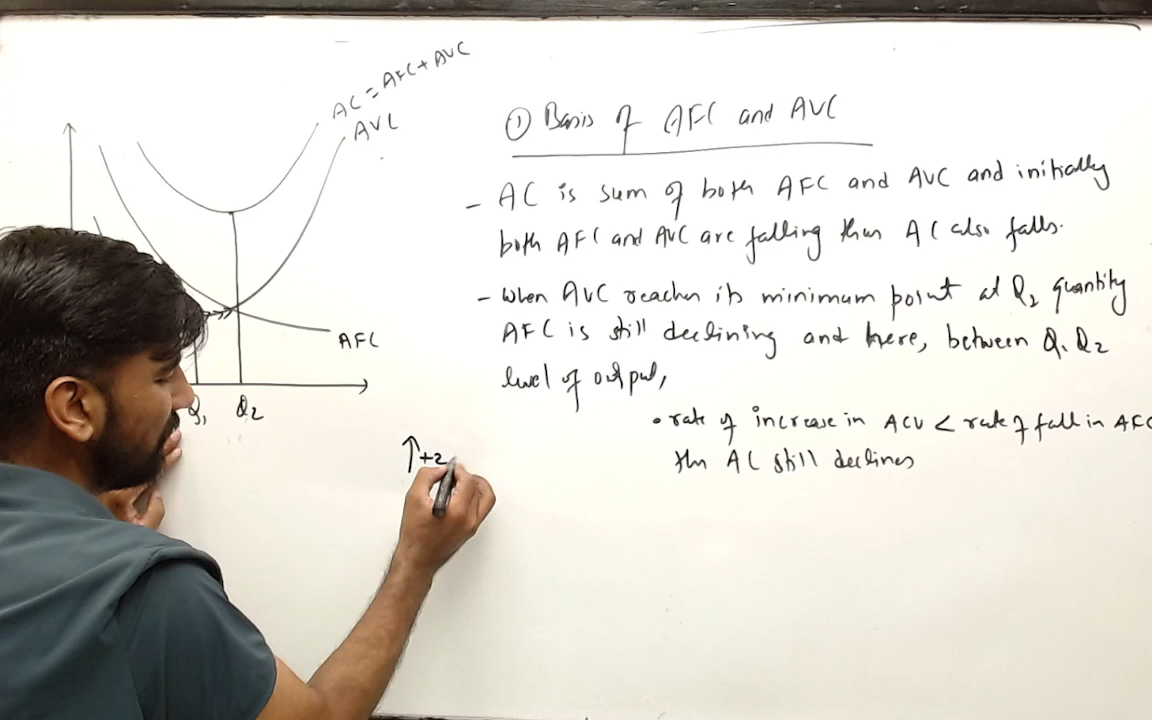 AC = AFC + AVC
AVC
AFC
Q1 Q2
↑+2
① Basis of AFC and AVC
- AC is sum of both AFC and AVC and initially
both AFC and AVC are falling thus AC also falls.
- When AVC reaches its minimum point at Q2 quantity
AFC is still declining and here, between Q1 Q2
level of output,
• rate of increase in ACV < rate of fall in AFC
thn AC still declines